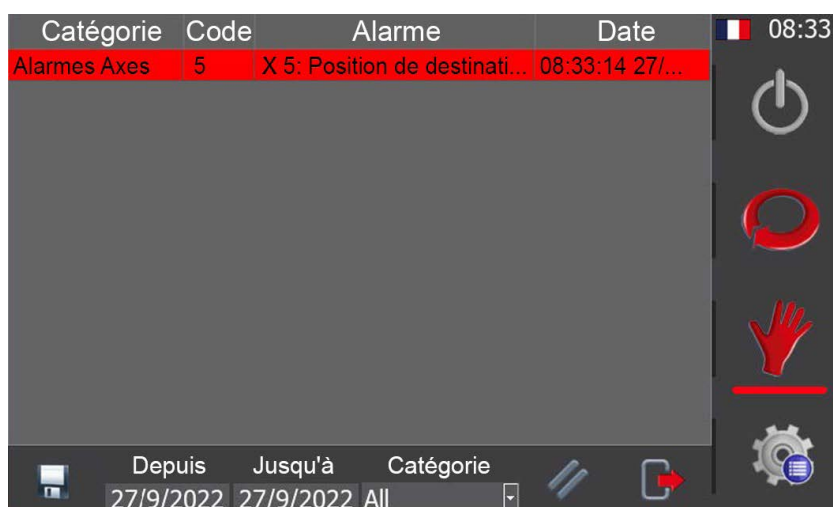 Catégorie Code Alarme Date
08:33
Alarmes Axes 5 X 5: Position de destinati... 08:33:14 27/...
Depuis Jusqu'à Catégorie
27/9/2022 27/9/2022 All